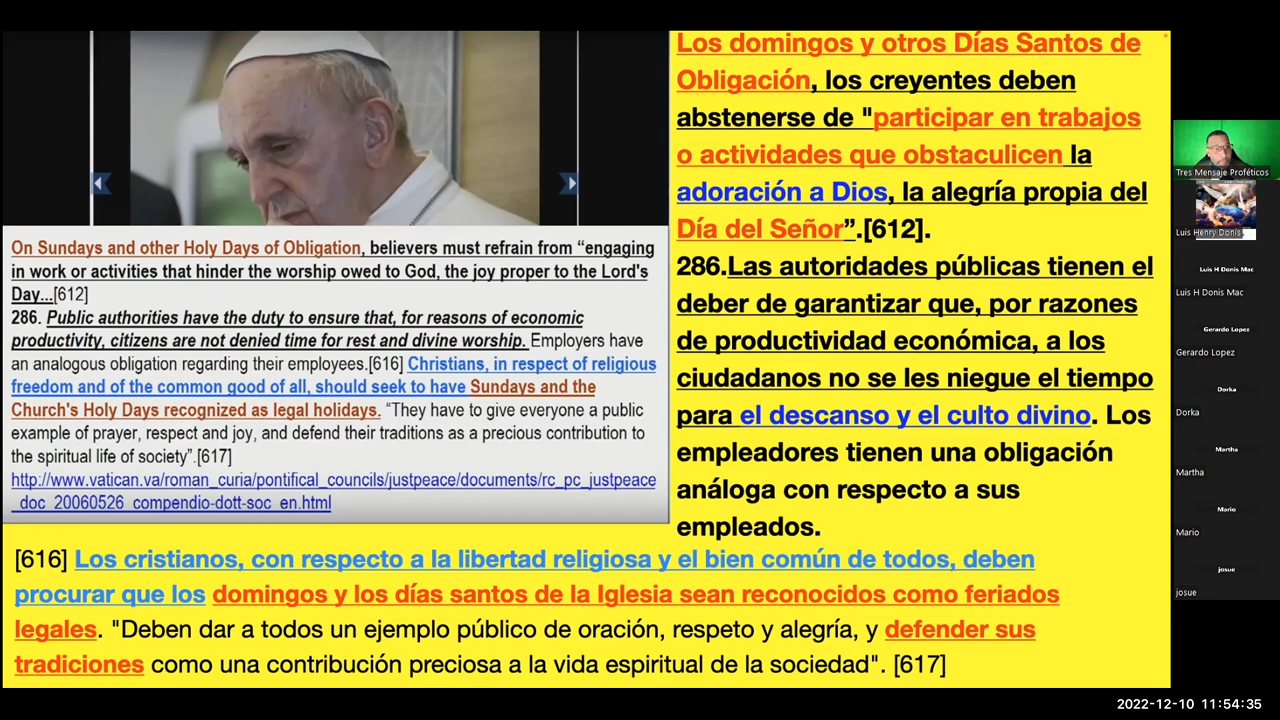 On Sundays and other Holy Days of Obligation, believers must refrain from “engaging
in work or activities that hinder the worship owed to God, the joy proper to the Lord's
Day...[612]
286. Public authorities have the duty to ensure that, for reasons of economic
productivity, citizens are not denied time for rest and divine worship. Employers have
an analogous obligation regarding their employees.[616] Christians, in respect of religious
freedom and of the common good of all, should seek to have Sundays and the
Church's Holy Days recognized as legal holidays. “They have to give everyone a public
example of prayer, respect and joy, and defend their traditions as a precious contribution to
the spiritual life of society”.[617]
http://www.vatican.va/roman_curia/pontifical_councils/justpeace/documents/rc_pc_justpeace
_doc_20060526_compendio-dott-soc_en.html
Los domingos y otros Días Santos de
Obligación, los creyentes deben
abstenerse de "participar en trabajos
o actividades que obstaculicen la
adoración a Dios, la alegría propia del
Día del Señor”.[612].
286.Las autoridades públicas tienen el
deber de garantizar que, por razones
de productividad económica, a los
ciudadanos no se les niegue el tiempo
para el descanso y el culto divino. Los
empleadores tienen una obligación
análoga con respecto a sus
empleados.
[616] Los cristianos, con respecto a la libertad religiosa y el bien común de todos, deben
procurar que los domingos y los días santos de la Iglesia sean reconocidos como feriados
legales. "Deben dar a todos un ejemplo público de oración, respeto y alegría, y defender sus
tradiciones como una contribución preciosa a la vida espiritual de la sociedad". [617]
Tres Mensaje Proféticos
Luis Henry Donis
Luis H Donis Mac
Luis H Donis Mac
Gerardo Lopez
Gerardo Lopez
Dorka
Dorka
Martha
Martha
Mario
Mario
josue
josue
2022-12-10 11:54:35